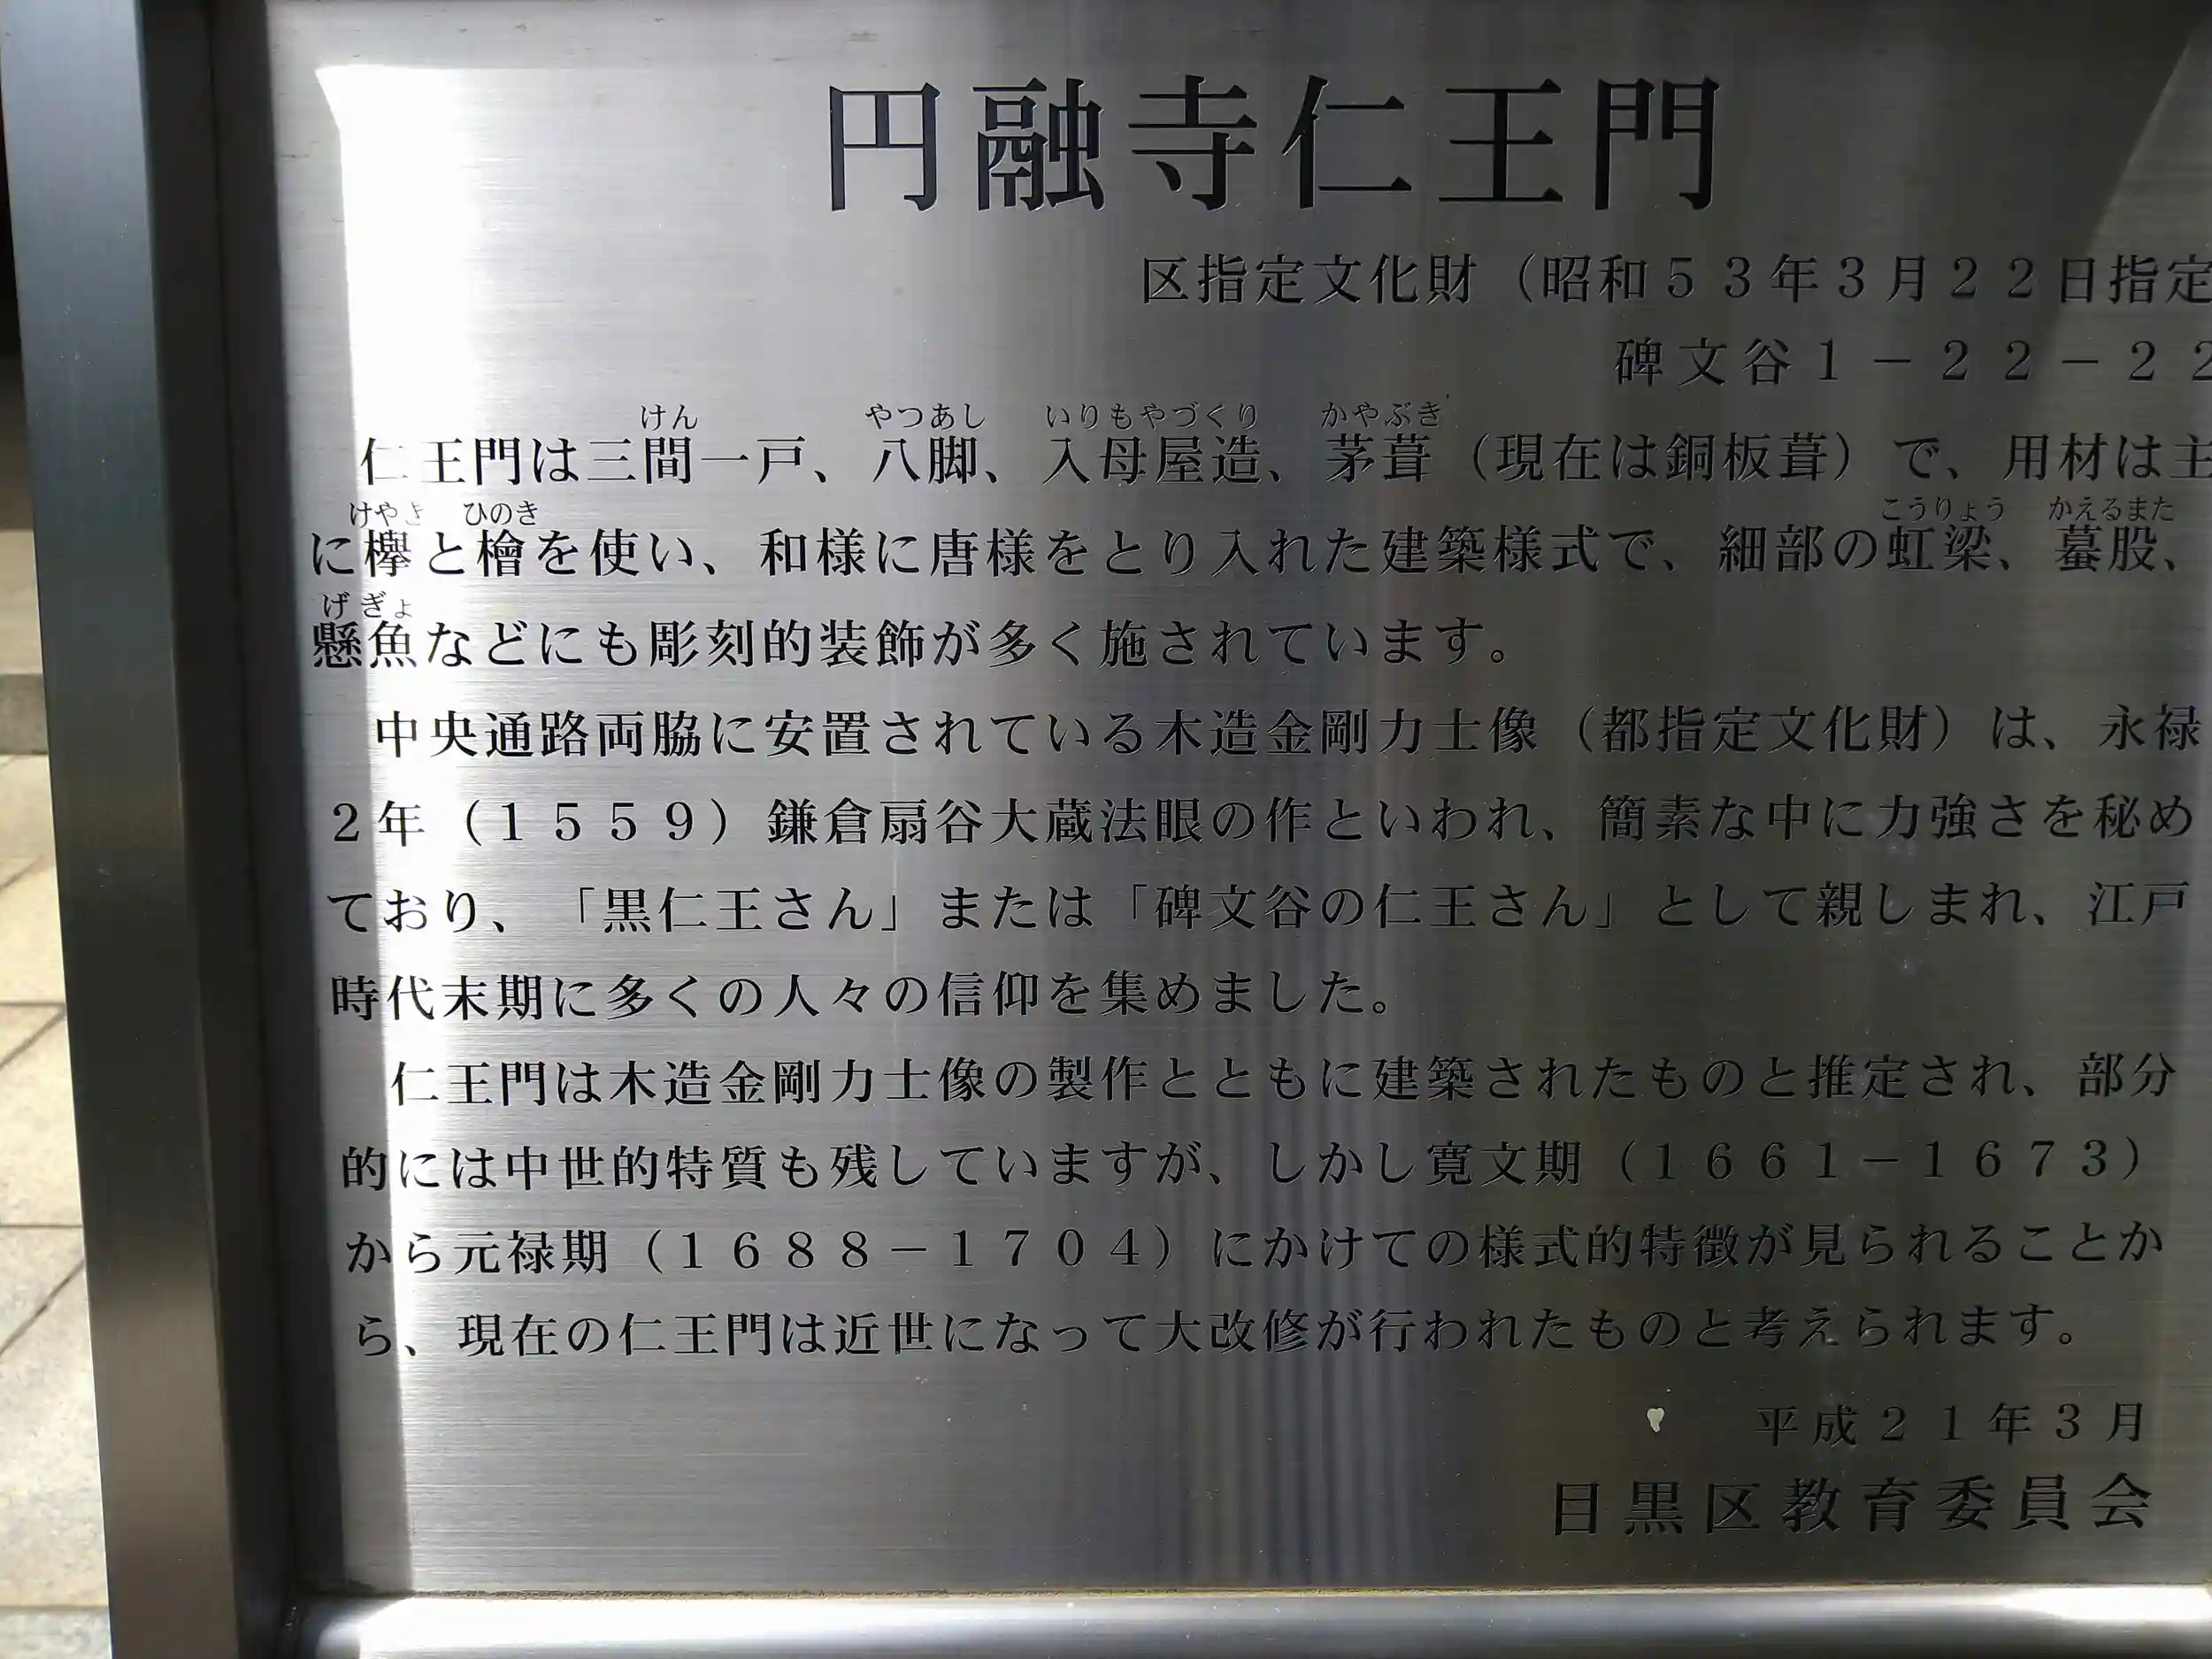 円融寺仁王門
区指定文化財（昭和５３年３月２２日指定
碑文谷１－２２－２２
けん やつあし いりもやづくり かやぶき
仁王門は三間一戸、八脚、入母屋造、茅葺（現在は銅板葺）で、用材は主
けやき ひのき こうりょう かえるまた
に欅と檜を使い、和様に唐様をとり入れた建築様式で、細部の虹梁、蟇股、
げぎょ
懸魚などにも彫刻的装飾が多く施されています。
中央通路両脇に安置されている木造金剛力士像（都指定文化財）は、永禄
２年（１５５９）鎌倉扇谷大蔵法眼の作といわれ、簡素な中に力強さを秘め
ており、「黒仁王さん」または「碑文谷の仁王さん」として親しまれ、江戸
時代末期に多くの人々の信仰を集めました。
仁王門は木造金剛力士像の製作とともに建築されたものと推定され、部分
的には中世的特質も残していますが、しかし寛文期（１６６１－１６７３）
から元禄期（１６８８－１７０４）にかけての様式的特徴が見られることか
ら、現在の仁王門は近世になって大改修が行われたものと考えられます。
平成２１年３月
目黒区教育委員会